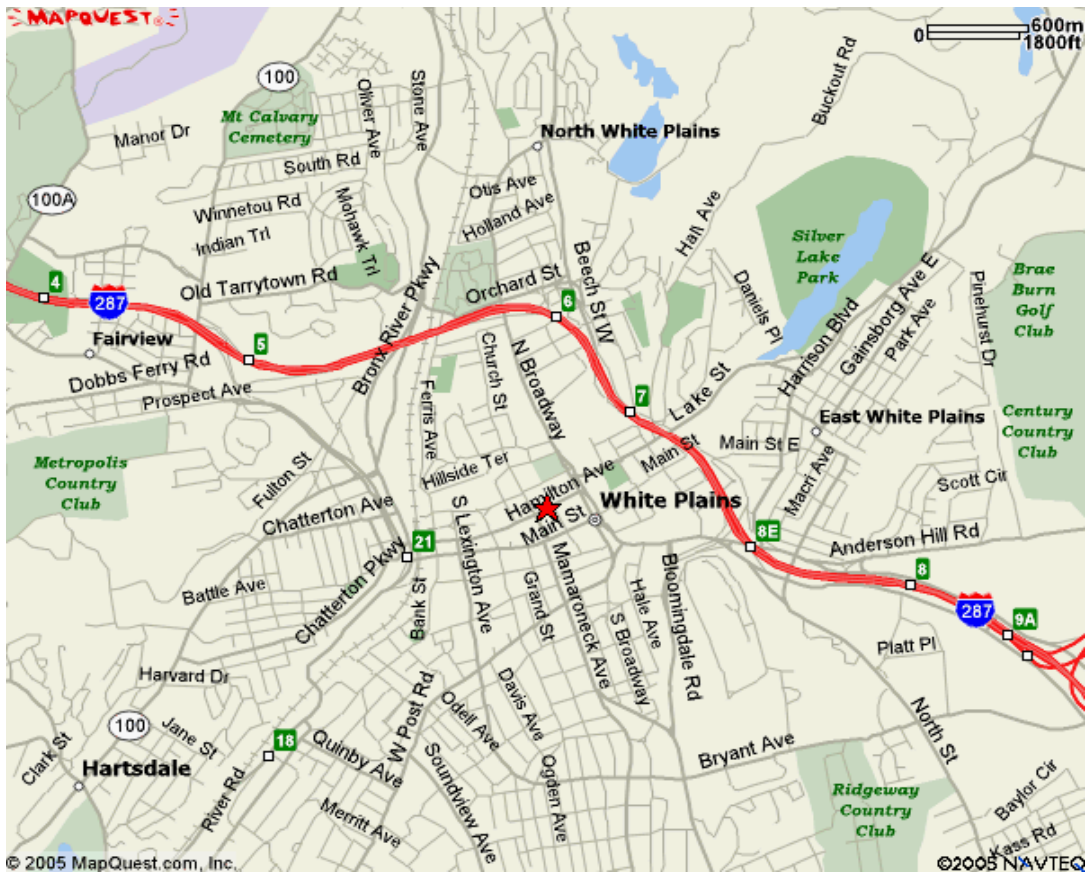 MAPQUEST®
600m
0
1800ft
Buckout Rd
100
Stone Ave
Oliver Ave
Mt Calvary
Cemetery
North White Plains
Manor Dr
South Rd
100A
Otis Ave
Winnetou Rd
Mohawk Trl
Holland Ave
Hall Ave
Indian Trl
Silver
Lake
Park
Beech St W
Brae
Burn
Golf
Club
Old Tarrytown Rd
Orchard St
Bronx River Pkwy
Daniels Pl
Gainsborg Ave E
Pinehurst Dr
4
287
6
Harrison Blvd
Park Ave
Fairview
5
Church St
N Broadway
Dobbs Ferry Rd
Prospect Ave
Ferris Ave
7
Lake St
East White Plains
Century
Country
Club
Main St
Main St E
Metropolis
Country
Club
Fulton St
Hillside Ter
Hamilton Ave
Macri Ave
Scott Cir
Chatterton Ave
S Lexington Ave
Main St
White Plains
21
8E
Anderson Hill Rd
Battle Ave
Chatterton Pkwy
Bank St
Grand St
Mamaroneck Ave
Hale Ave
Bloomingdale Rd
8
287
9A
S Broadway
Platt Pl
Harvard Dr
W Post Rd
Odell Ave
Davis Ave
North St
100
Jane St
Clark St
18
Quinby Ave
Bryant Ave
Hartsdale
River Rd
Merritt Ave
Soundview Ave
Ogden Ave
Ridgeway
Country
Club
Baylor Cir
Kass Rd
© 2005 MapQuest.com, Inc.
©2005 NAVTEQ